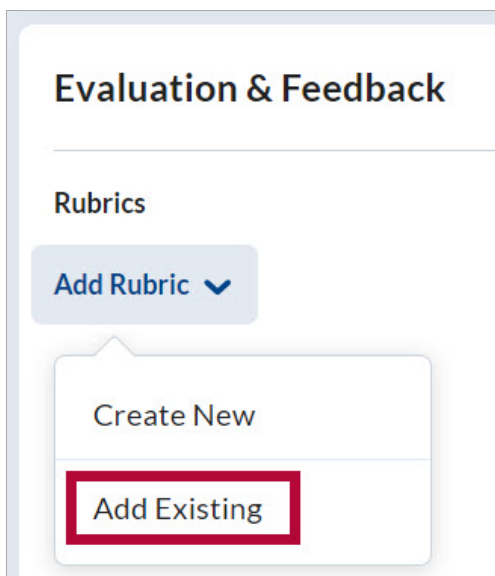 Evaluation & Feedback
Rubrics
Add Rubric
Create New
Add Existing